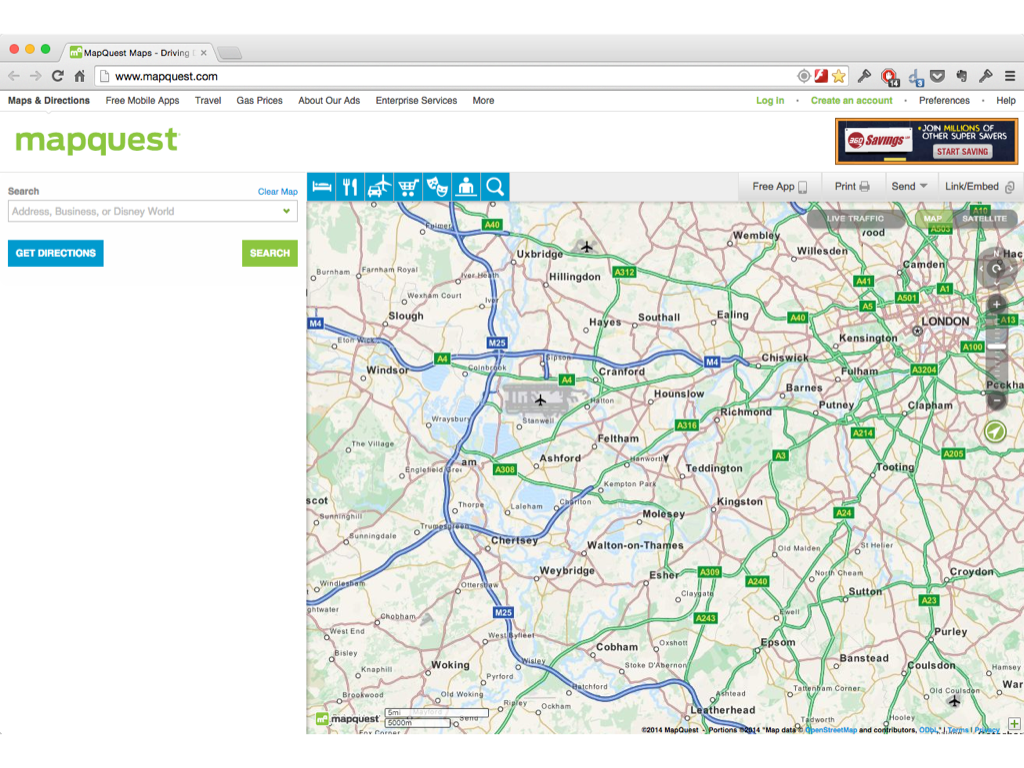 MapQuest Maps - Driving
www.mapquest.com
14
3
Maps & Directions Free Mobile Apps Travel Gas Prices About Our Ads Enterprise Services More
Log In · Create an account · Preferences · Help
mapquest
360 Savings
JOIN MILLIONS OF
OTHER SUPER SAVERS
START SAVING
Search Clear Map
Address, Business, or Disney World
GET DIRECTIONS SEARCH
Free App Print Send Link/Embed
LIVE TRAFFIC MAP SATELLITE
Fulmer A40 Wembley A503
Uxbridge Willesden
Burnham Farnham Royal Iver Heath Hillingdon A312 Camden
Wexham Court Iver A41 A501 A1
Slough Hayes Southall Ealing A40 A5 LONDON A13
M4 Eton Wick M25 Kensington A100
A4 Colnbrook Sipson M4 Chiswick
Windsor A4 Cranford Fulham A3204
Hatton Hounslow Barnes
Wraysbury Stanwell Richmond Putney Clapham
A316 A214
The Village Feltham
Ashford Hanworth A3 A205
A308 Teddington Tooting
Kempton Park
Thorpe Laleham Charlton Kingston
Sunninghill Molesey A24
Sunningdale
Chertsey Walton-on-Thames Old Malden St Helier
Windlesham Weybridge Esher A309 A240 North Cheam Croydon
Claygate Sutton A23
Chobham M25 A243 Ewell
West End West Byfleet Purley
Bisley Cobham Oxshott Epsom
Knaphill Woking Wisley Stoke D'Abernon Banstead Coulsdon
Pyrford Hatchford Hamsey
Brookwood Old Woking Ashtead Tattenham Corner Old Coulsdon
Ripley Ockham Leatherhead
mapquest 5mi Send Tadworth Hooley
5000m
Fox Corner
©2014 MapQuest - Portions ©2014 "Map data © OpenStreetMap and contributors, ODbL" | Terms | Privacy